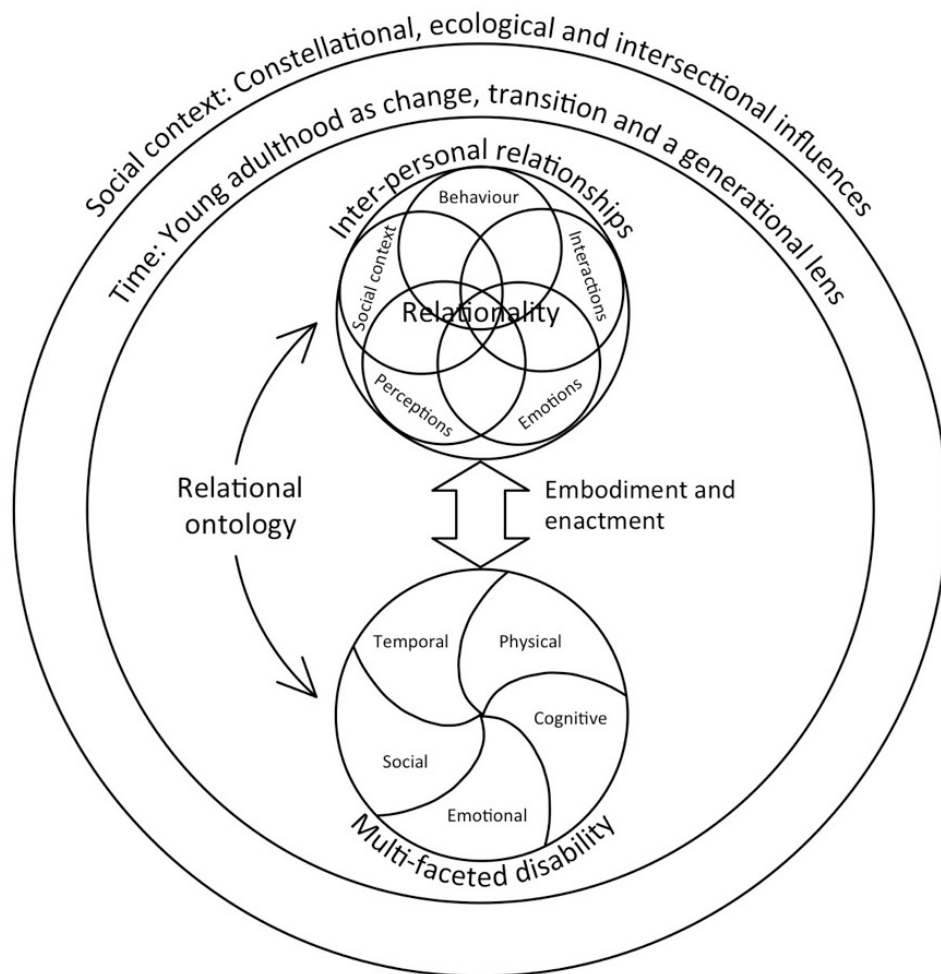 Social context: Constellational, ecological and intersectional influences
Time: Young adulthood as change, transition and a generational lens
Inter-personal relationships
Behaviour
Social context
Interactions
Relationality
Perceptions
Emotions
Relational
ontology
Embodiment and
enactment
Temporal
Physical
Cognitive
Social
Emotional
Multi-faceted disability